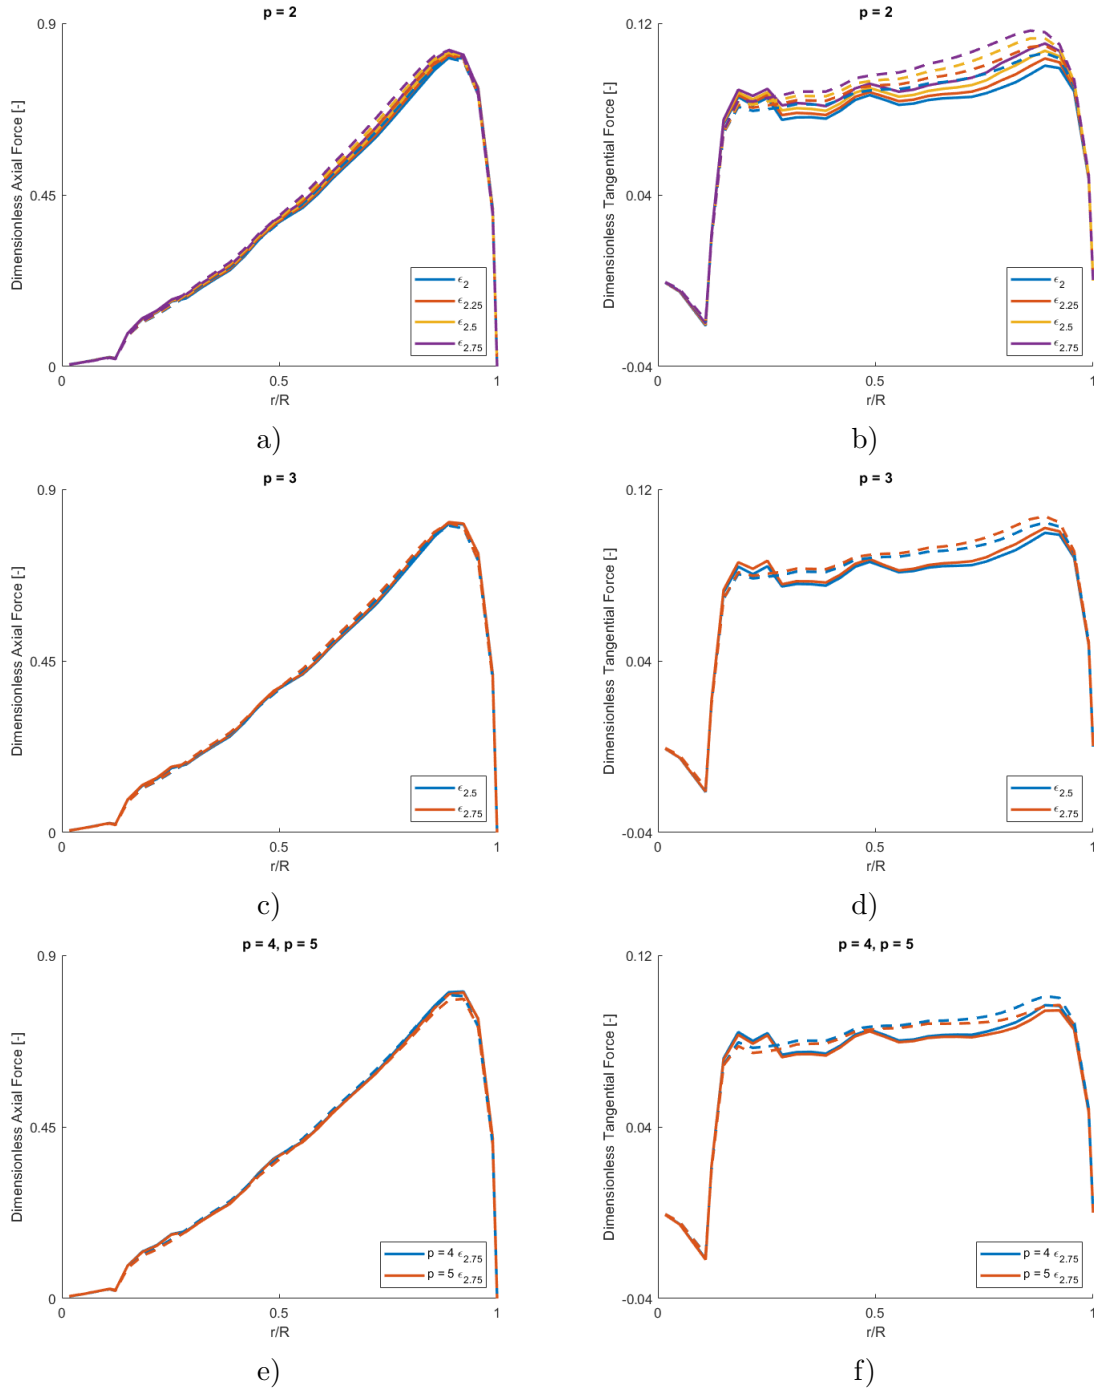 p = 2
0.9
0.45
0
0
0.5
1
r/R
Dimensionless Axial Force [-]
ϵ2
ϵ2.25
ϵ2.5
ϵ2.75
a)
p = 2
0.12
0.04
-0.04
0
0.5
1
r/R
Dimensionless Tangential Force [-]
ϵ2
ϵ2.25
ϵ2.5
ϵ2.75
b)
p = 3
0.9
0.45
0
0
0.5
1
r/R
Dimensionless Axial Force [-]
ϵ2.5
ϵ2.75
c)
p = 3
0.12
0.04
-0.04
0
0.5
1
r/R
Dimensionless Tangential Force [-]
ϵ2.5
ϵ2.75
d)
p = 4, p = 5
0.9
0.45
0
0
0.5
1
r/R
Dimensionless Axial Force [-]
p = 4 ϵ2.75
p = 5 ϵ2.75
e)
p = 4, p = 5
0.12
0.04
-0.04
0
0.5
1
r/R
Dimensionless Tangential Force [-]
p = 4 ϵ2.75
p = 5 ϵ2.75
f)